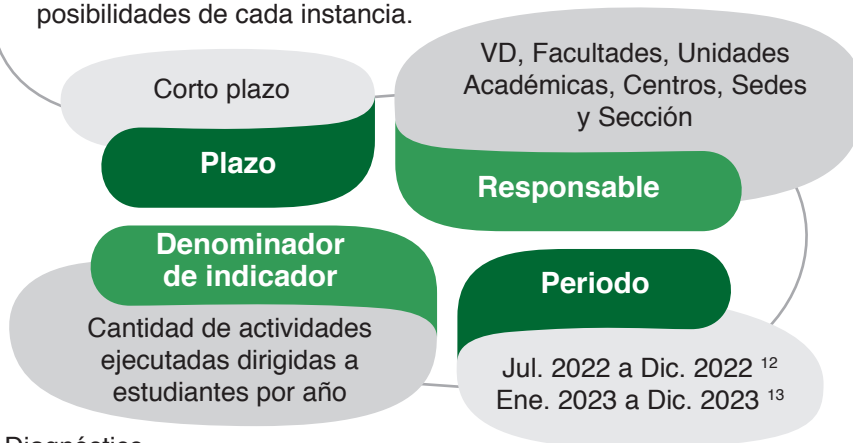 posibilidades de cada instancia.
Corto plazo
Plazo
VD, Facultades, Unidades
Académicas, Centros, Sedes
y Sección
Responsable
Denominador
de indicador
Cantidad de actividades
ejecutadas dirigidas a
estudiantes por año
Periodo
Jul. 2022 a Dic. 2022 ¹²
Ene. 2023 a Dic. 2023 ¹³
Diagnóstico